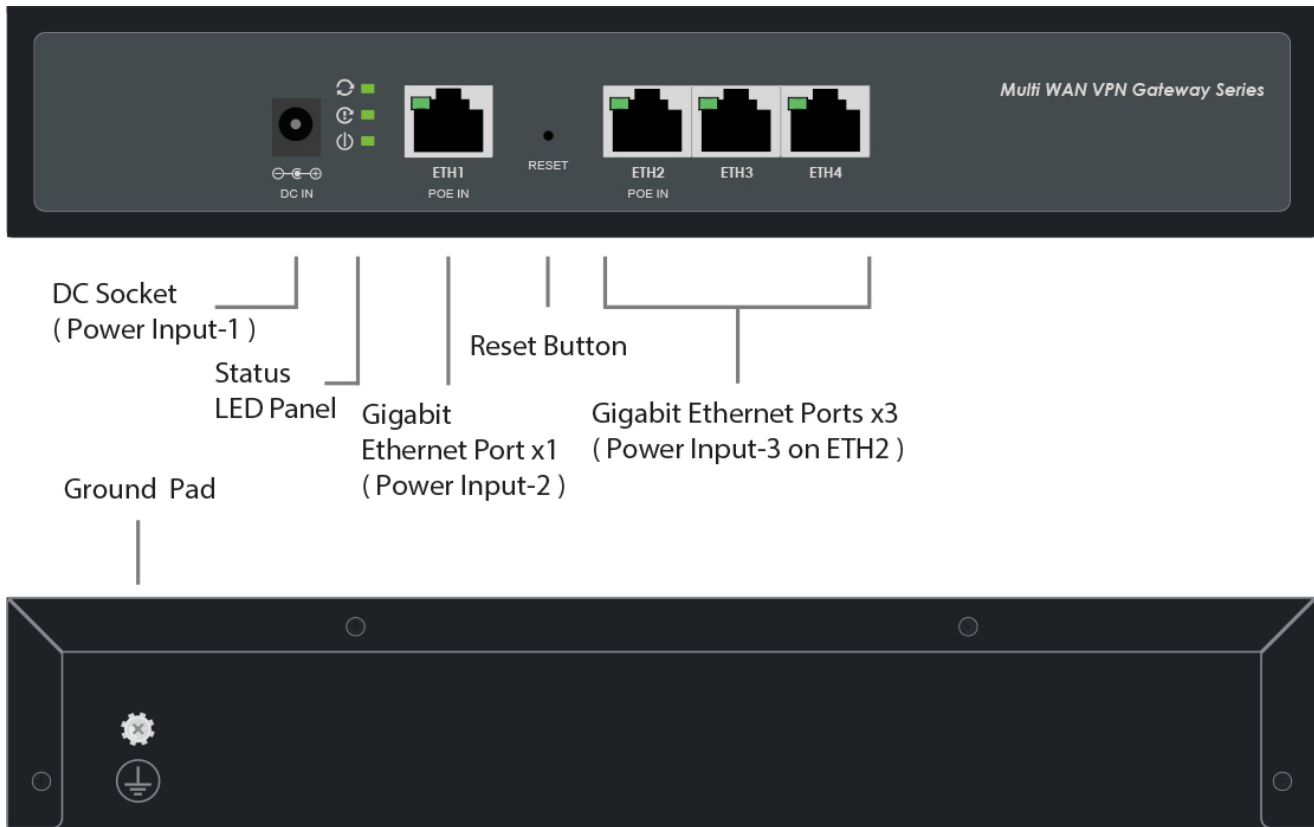 Multi WAN VPN Gateway Series
ETH1
RESET
ETH2
ETH3
ETH4
DC IN
POE IN
POE IN
DC Socket
( Power Input-1 )
Reset Button
Status
LED Panel
Gigabit
Ethernet Port x1
( Power Input-2 )
Gigabit Ethernet Ports x3
( Power Input-3 on ETH2 )
Ground Pad